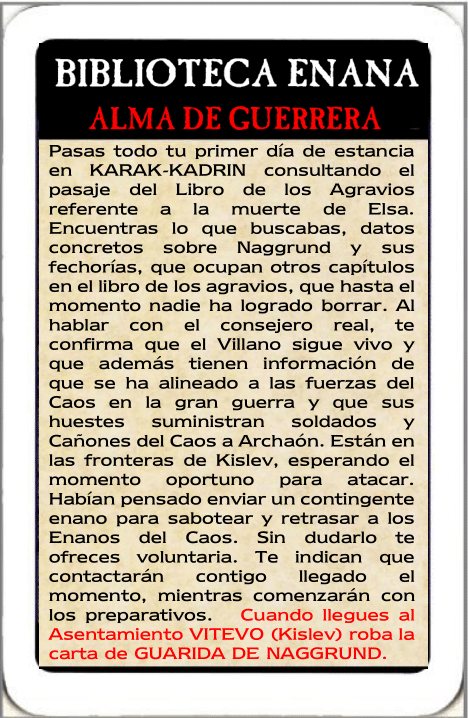 BIBLIOTECA ENANA
ALMA DE GUERRERA
Pasas todo tu primer día de estancia
en KARAK-KADRIN consultando el
pasaje del Libro de los Agravios
referente a la muerte de Elsa.
Encuentras lo que buscabas, datos
concretos sobre Naggrund y sus
fechorías, que ocupan otros capítulos
en el libro de los agravios, que hasta el
momento nadie ha logrado borrar. Al
hablar con el consejero real, te
confirma que el Villano sigue vivo y
que además tienen información de
que se ha alineado a las fuerzas del
Caos en la gran guerra y que sus
huestes suministran soldados y
Cañones del Caos a Archaón. Están en
las fronteras de Kislev, esperando el
momento oportuno para atacar.
Habían pensado enviar un contingente
enano para sabotear y retrasar a los
Enanos del Caos. Sin dudarlo te
ofreces voluntaria. Te indican que
contactarán contigo llegado el
momento, mientras comenzarán con
los preparativos. Cuando llegues al
Asentamiento VITEVO (Kislev) roba la
carta de GUARIDA DE NAGGRUND.